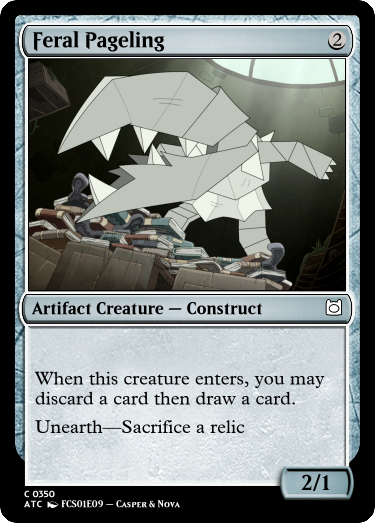 Feral Pageling
2
Artifact Creature — Construct
When this creature enters, you may
discard a card then draw a card.
Unearth—Sacrifice a relic
2/1
C 0350
ATC FCS01E09 – Casper & Nova